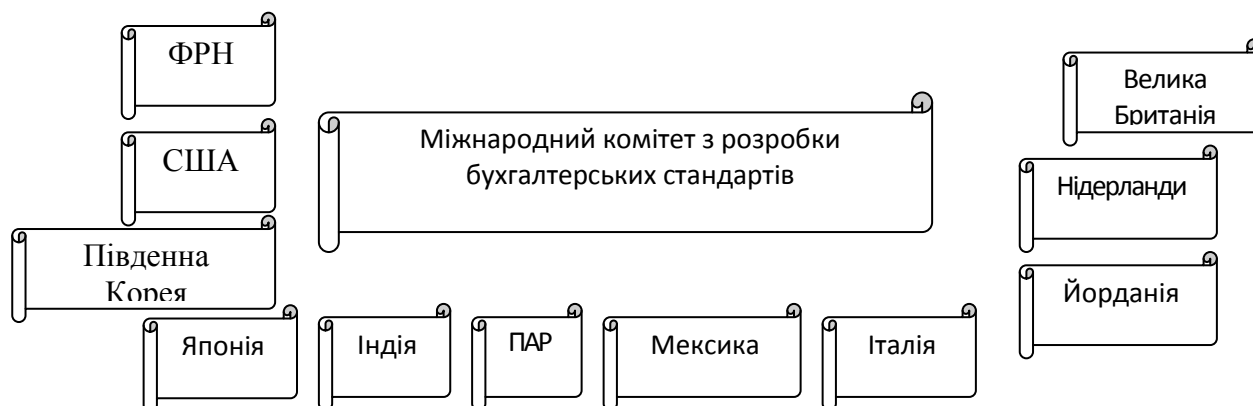 ФРН
США
Південна
Корея
Міжнародний комітет з розробки
бухгалтерських стандартів
Велика
Британія
Нідерланди
Йорданія
Японія
Індія
ПАР
Мексика
Італія